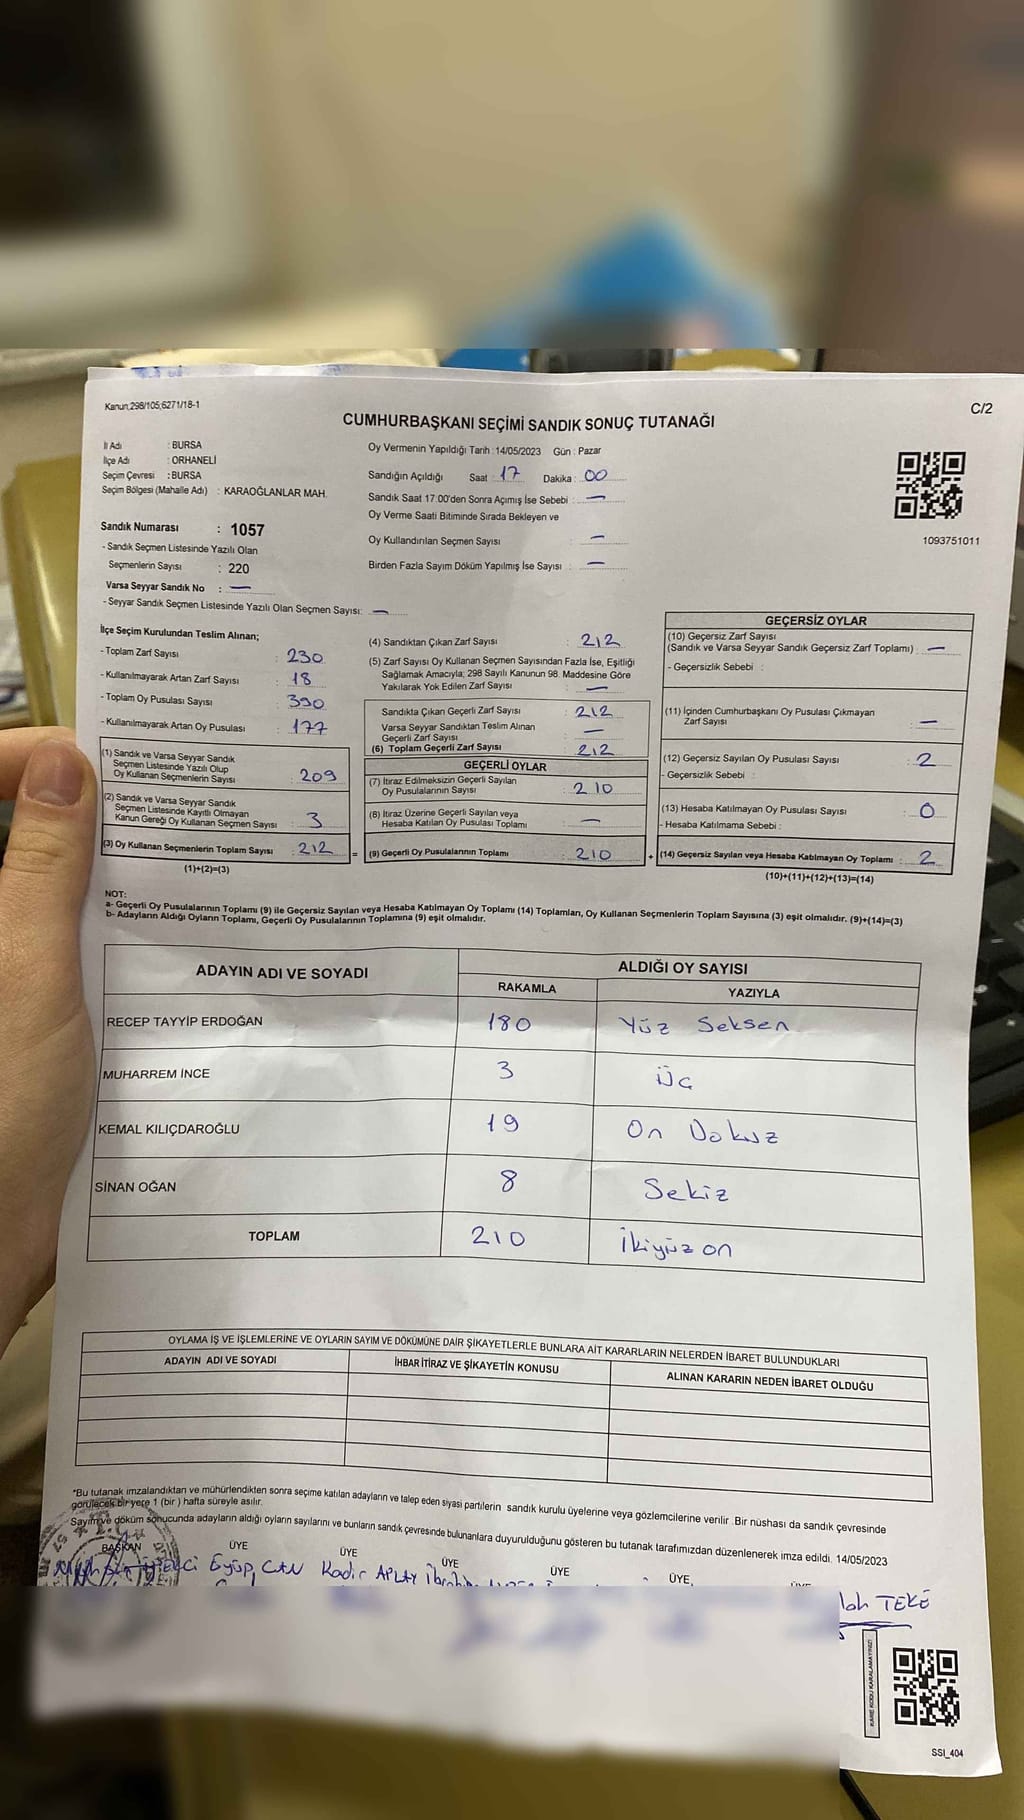 Kanun;298/105;6271/18-1
C/2
CUMHURBAŞKANI SEÇİMİ SANDIK SONUÇ TUTANAĞI
İl Adı : BURSA
İlçe Adı : ORHANELİ
Seçim Çevresi : BURSA
Seçim Bölgesi (Mahalle Adı) : KARAOĞLANLAR MAH.
Oy Vermenin Yapıldığı Tarih : 14/05/2023 Gün : Pazar
Sandığın Açıldığı Saat : 17 Dakika : 00
Sandık Saat 17:00'den Sonra Açımış İse Sebebi : —
Oy Verme Saati Bitiminde Sırada Bekleyen ve
Oy Kullandırılan Seçmen Sayısı : —
Birden Fazla Sayım Döküm Yapılmış İse Sayısı : —
1093751011
Sandık Numarası : 1057
- Sandık Seçmen Listesinde Yazılı Olan
Seçmenlerin Sayısı : 220
Varsa Seyyar Sandık No : —
- Seyyar Sandık Seçmen Listesinde Yazılı Olan Seçmen Sayısı: —
İlçe Seçim Kurulundan Teslim Alınan;
- Toplam Zarf Sayısı : 230
- Kullanılmayarak Artan Zarf Sayısı : 18
- Toplam Oy Pusulası Sayısı : 390
- Kullanılmayarak Artan Oy Pusulası : 177
(1) Sandık ve Varsa Seyyar Sandık
Seçmen Listesinde Yazılı Olup
Oy Kullanan Seçmenlerin Sayısı : 209
(2) Sandık ve Varsa Seyyar Sandık
Seçmen Listesinde Kayıtlı Olmayan
Kanun Gereği Oy Kullanan Seçmen Sayısı : 3
(3) Oy Kullanan Seçmenlerin Toplam Sayısı : 212
(1)+(2)=(3)
(4) Sandıktan Çıkan Zarf Sayısı : 212
(5) Zarf Sayısı Oy Kullanan Seçmen Sayısından Fazla İse, Eşitliği
Sağlamak Amacıyla; 298 Sayılı Kanunun 98. Maddesine Göre
Yakılarak Yok Edilen Zarf Sayısı : —
Sandıkta Çıkan Geçerli Zarf Sayısı : 212
Varsa Seyyar Sandıktan Teslim Alınan
Geçerli Zarf Sayısı : —
(6) Toplam Geçerli Zarf Sayısı : 212
GEÇERLİ OYLAR
(7) İtiraz Edilmeksizin Geçerli Sayılan
Oy Pusulalarının Sayısı : 210
(8) İtiraz Üzerine Geçerli Sayılan veya
Hesaba Katılan Oy Pusulası Toplamı : —
= (9) Geçerli Oy Pusulalarının Toplamı : 210
GEÇERSİZ OYLAR
(10) Geçersiz Zarf Sayısı
(Sandık ve Varsa Seyyar Sandık Geçersiz Zarf Toplamı) : —
- Geçersizlik Sebebi :
(11) İçinden Cumhurbaşkanı Oy Pusulası Çıkmayan
Zarf Sayısı : —
(12) Geçersiz Sayılan Oy Pusulası Sayısı : 2
- Geçersizlik Sebebi :
(13) Hesaba Katılmayan Oy Pusulası Sayısı : 0
- Hesaba Katılmama Sebebi :
+ (14) Geçersiz Sayılan veya Hesaba Katılmayan Oy Toplamı : 2
(10)+(11)+(12)+(13)=(14)
NOT:
a- Geçerli Oy Pusulalarının Toplamı (9) ile Geçersiz Sayılan veya Hesaba Katılmayan Oy Toplamı (14) Toplamları, Oy Kullanan Seçmenlerin Toplam Sayısına (3) eşit olmalıdır. (9)+(14)=(3)
b- Adayların Aldığı Oyların Toplamı, Geçerli Oy Pusulalarının Toplamına (9) eşit olmalıdır.
ADAYIN ADI VE SOYADI ALDIĞI OY SAYISI
RAKAMLA YAZIYLA
RECEP TAYYİP ERDOĞAN 180 Yüz Seksen
MUHARREM İNCE 3 Üç
KEMAL KILIÇDAROĞLU 19 On Dokuz
SİNAN OĞAN 8 Sekiz
TOPLAM 210 İkiyüz on
OYLAMA İŞ VE İŞLEMLERİNE VE OYLARIN SAYIM VE DÖKÜMÜNE DAİR ŞİKAYETLERLE BUNLARA AİT KARARLARIN NELERDEN İBARET BULUNDUKLARI
ADAYIN ADI VE SOYADI İHBAR İTİRAZ VE ŞİKAYETİN KONUSU ALINAN KARARIN NEDEN İBARET OLDUĞU
*Bu tutanak imzalandıktan ve mühürlendikten sonra seçime katılan adayların ve talep eden siyasi partilerin sandık kurulu üyelerine veya gözlemcilerine verilir .Bir nüshası da sandık çevresinde
görülecek bir yere 1 (bir ) hafta süreyle asılır.
Sayım ve döküm sonucunda adayların aldığı oyların sayılarını ve bunların sandık çevresinde bulunanlara duyurulduğunu gösteren bu tutanak tarafımızdan düzenlenerek imza edildi. 14/05/2023
BAŞKAN ÜYE ÜYE ÜYE ÜYE ÜYE, ÜYE
Eyüp CAN Kadir APLAY İbrahim
TEKE
KARE KODU KARALAMAYINIZ!
SSI_404